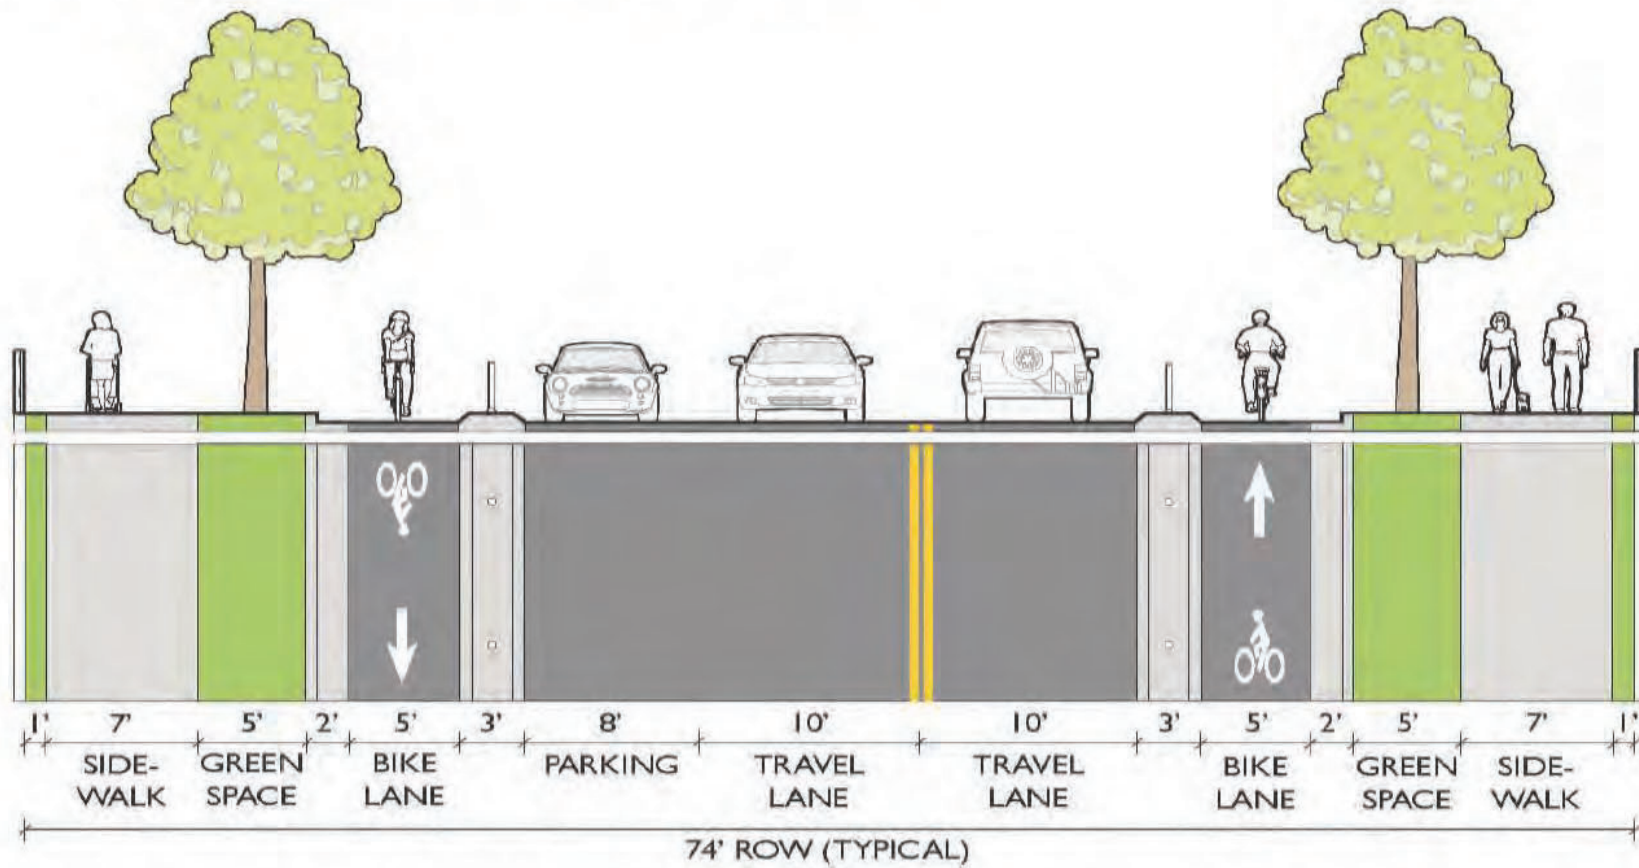 1' 7' 5' 2' 5' 3' 8' 10' 10' 3' 5' 2' 5' 7' 1'
SIDE-
WALK
GREEN
SPACE
BIKE
LANE
PARKING
TRAVEL
LANE
TRAVEL
LANE
BIKE
LANE
GREEN
SPACE
SIDE-
WALK
74' ROW (TYPICAL)